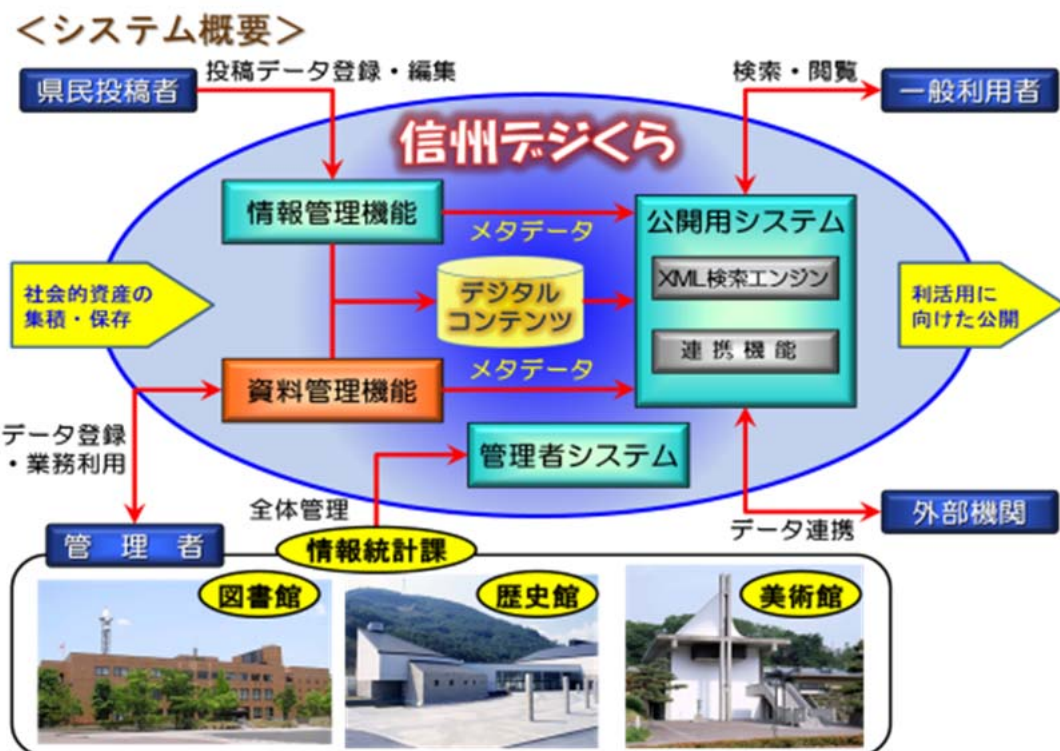 ＜システム概要＞
県民投稿者
投稿データ登録・編集
検索・閲覧
一般利用者
信州デジくら
情報管理機能
メタデータ
公開用システム
XML検索エンジン
連携機能
社会的資産の
集積・保存
デジタル
コンテンツ
利活用に
向けた公開
資料管理機能
メタデータ
データ登録
・業務利用
管理者システム
全体管理
データ連携
外部機関
管理者
情報統計課
図書館
歴史館
美術館